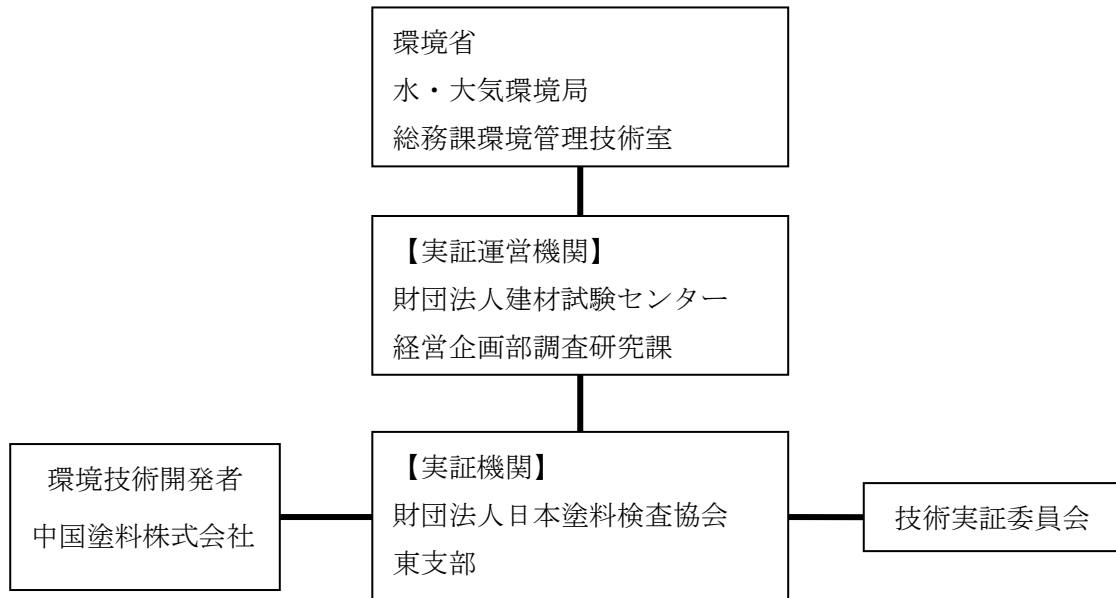 環境省
水・大気環境局
総務課環境管理技術室
【実証運営機関】
財団法人建材試験センター
経営企画部調査研究課
環境技術開発者
中国塗料株式会社
【実証機関】
財団法人日本塗料検査協会
東支部
技術実証委員会